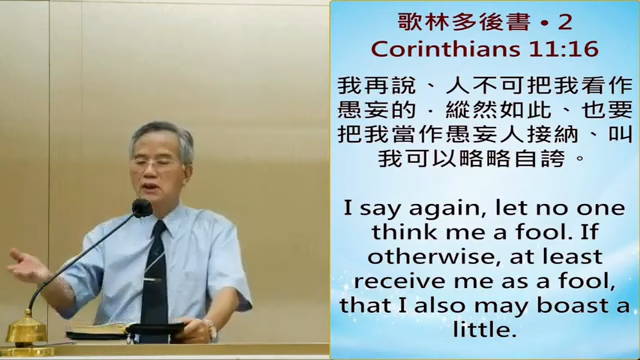 歌林多後書 • 2
Corinthians 11:16
我再說、人不可把我看作
愚妄的．縱然如此、也要
把我當作愚妄人接納、叫
我可以略略自誇。
I say again, let no one
think me a fool. If
otherwise, at least
receive me as a fool,
that I also may boast a
little.